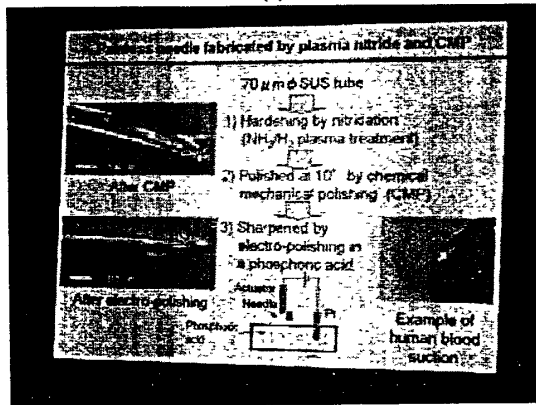 Painless needle fabricated by plasma nitride and CMP
70 μm φ SUS tube
1) Hardening by nitridation
(NH₃/H₂ plasma treatment)
After CMP
2) Polished at 10° by chemical
mechanical polishing (CMP)
3) Sharpened by
electro-polishing in
a phosphoric acid
After electro-polishing
Actuator
Needle
Pt
Phosphoric
acid
Example of
human blood
suction